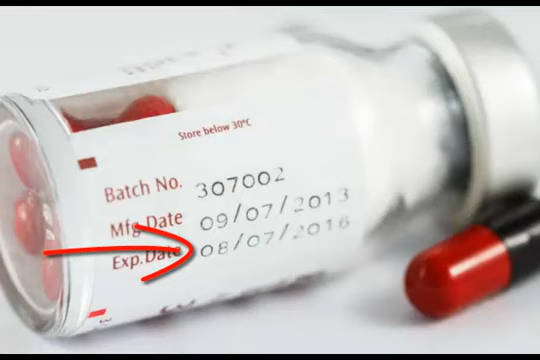 Store below 30°C
Batch No. 307002
Mfg Date 09/07/2013
Exp. Date 08/07/2016